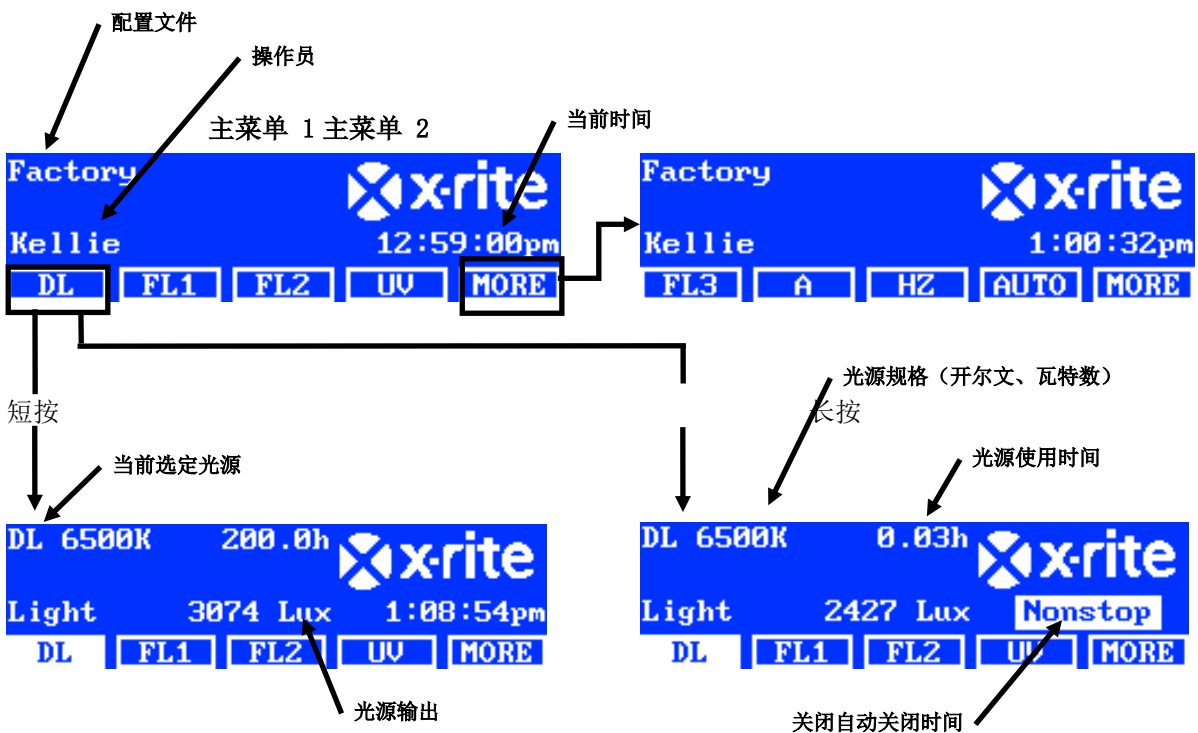 配置文件
操作员
主菜单 1 主菜单 2
当前时间
Factory
x·rite
Kellie
12:59:00pm
DL FL1 FL2 UV MORE
Factory
x·rite
Kellie
1:00:32pm
FL3 A HZ AUTO MORE
光源规格（开尔文、瓦特数）
短按
长按
当前选定光源
光源使用时间
DL 6500K 200.0h
x·rite
Light 3074 Lux 1:08:54pm
DL FL1 FL2 UV MORE
DL 6500K 0.03h
x·rite
Light 2427 Lux Nonstop
DL FL1 FL2 UV MORE
光源输出
关闭自动关闭时间